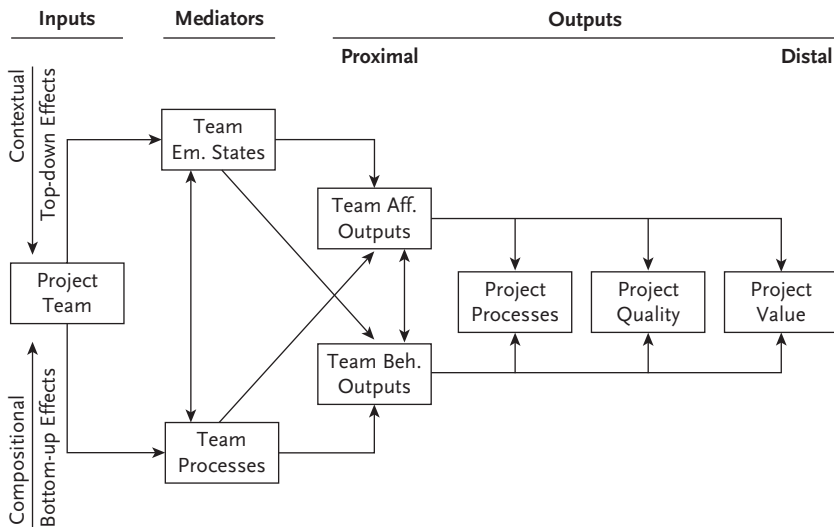 Inputs
Mediators
Outputs
Proximal
Distal
Contextual
Top-down Effects
Team
Em. States
Team Aff.
Outputs
Project
Team
Project
Processes
Project
Quality
Project
Value
Team Beh.
Outputs
Compositional
Bottom-up Effects
Team
Processes